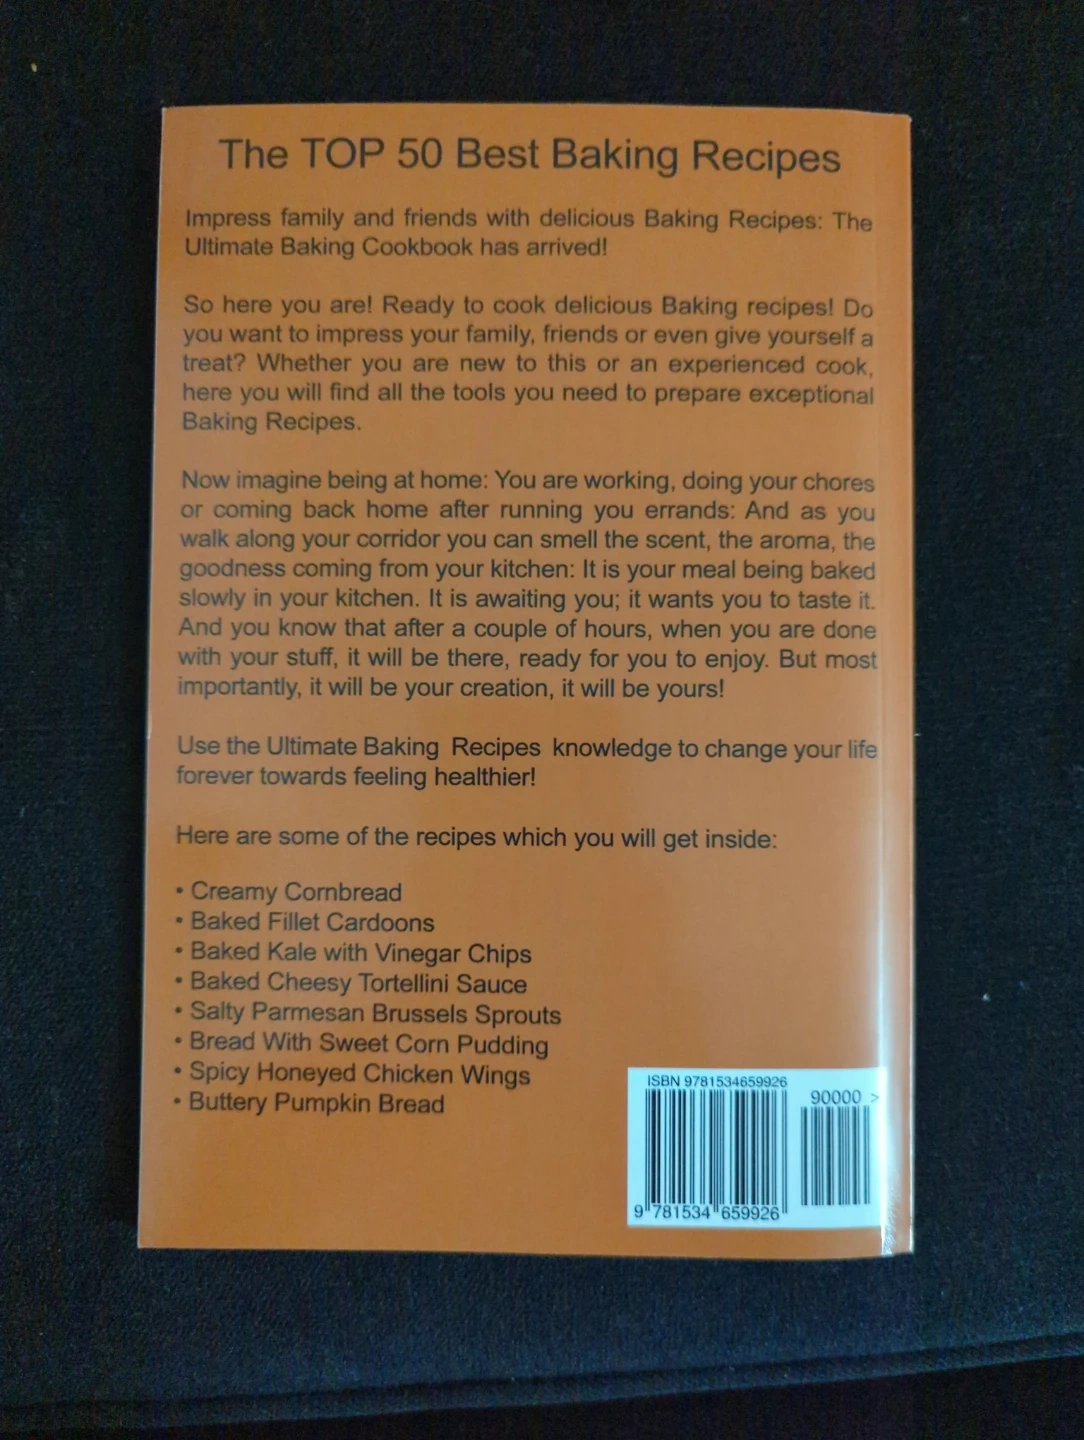 The TOP 50 Best Baking Recipes
Impress family and friends with delicious Baking Recipes: The
Ultimate Baking Cookbook has arrived!
So here you are! Ready to cook delicious Baking recipes! Do
you want to impress your family, friends or even give yourself a
treat? Whether you are new to this or an experienced cook,
here you will find all the tools you need to prepare exceptional
Baking Recipes.
Now imagine being at home: You are working, doing your chores
or coming back home after running you errands: And as you
walk along your corridor you can smell the scent, the aroma, the
goodness coming from your kitchen: It is your meal being baked
slowly in your kitchen. It is awaiting you; it wants you to taste it.
And you know that after a couple of hours, when you are done
with your stuff, it will be there, ready for you to enjoy. But most
importantly, it will be your creation, it will be yours!
Use the Ultimate Baking Recipes knowledge to change your life
forever towards feeling healthier!
Here are some of the recipes which you will get inside:
• Creamy Cornbread
• Baked Fillet Cardoons
• Baked Kale with Vinegar Chips
• Baked Cheesy Tortellini Sauce
• Salty Parmesan Brussels Sprouts
• Bread With Sweet Corn Pudding
• Spicy Honeyed Chicken Wings
• Buttery Pumpkin Bread
ISBN 9781534659926
90000 >
9 781534 659926